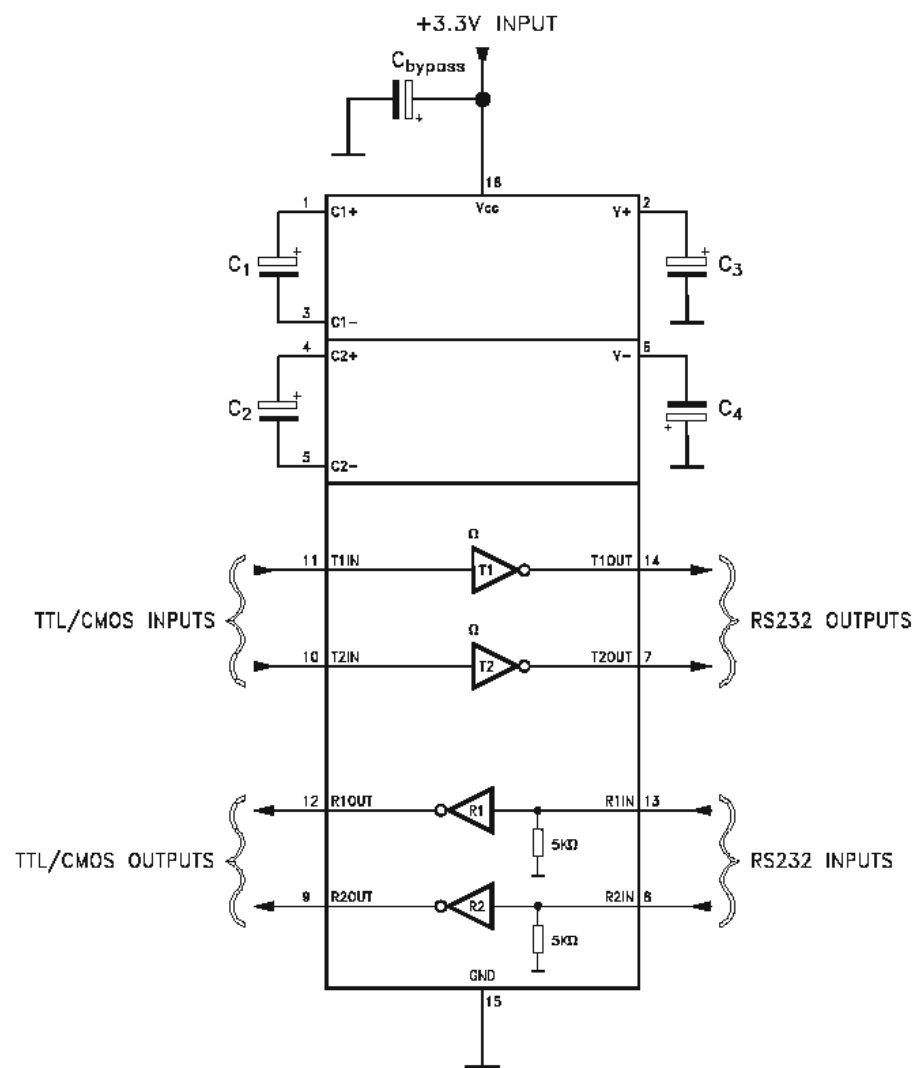 +3.3V INPUT
Cbypass
+
16
1 C1+ Vcc V+ 2
C1 + + C3
3 C1-
4 C2+ V- 6
C2 + + C4
5 C2-
Ω
11 T1IN T1 T1OUT 14
TTL/CMOS INPUTS RS232 OUTPUTS
Ω
10 T2IN T2 T2OUT 7
12 R1OUT R1 R1IN 13
5KΩ
TTL/CMOS OUTPUTS RS232 INPUTS
9 R2OUT R2 R2IN 8
5KΩ
GND
15